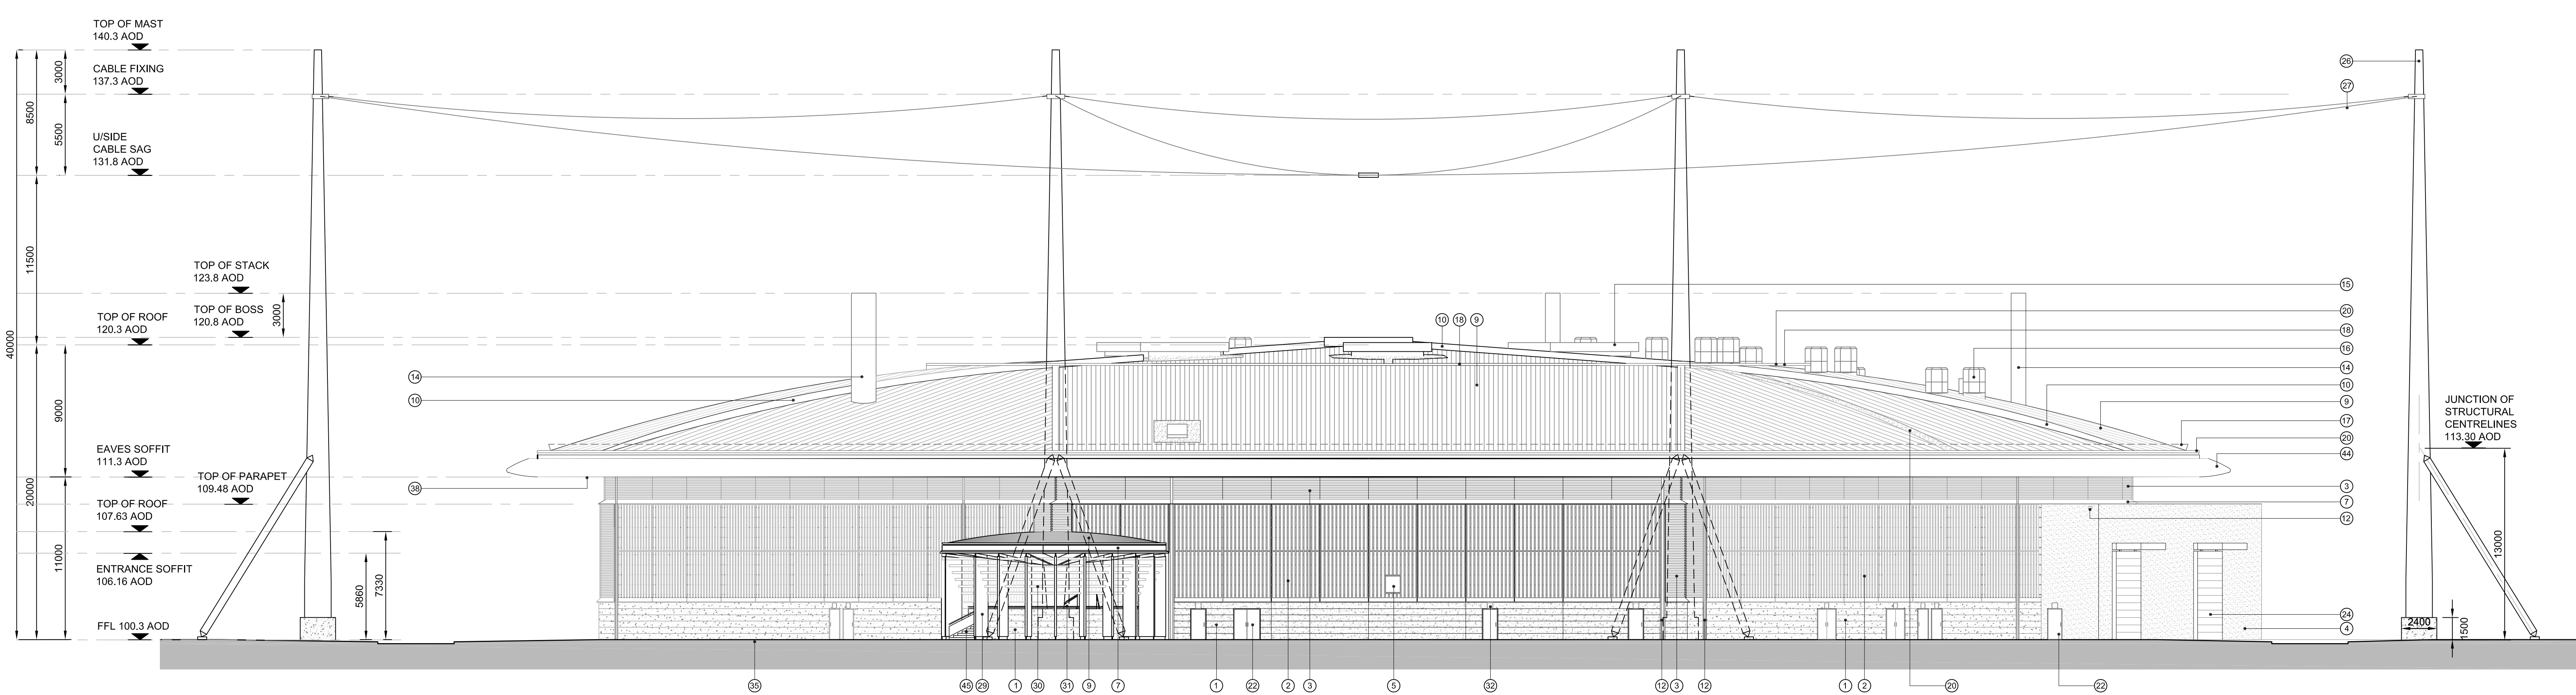 TOP OF MAST
140.3 AOD
CABLE FIXING
137.3 AOD
U/SIDE
CABLE SAG
131.8 AOD
TOP OF STACK
123.8 AOD
TOP OF BOSS
120.8 AOD
TOP OF ROOF
120.3 AOD
EAVES SOFFIT
111.3 AOD
TOP OF PARAPET
109.48 AOD
TOP OF ROOF
107.63 AOD
ENTRANCE SOFFIT
106.16 AOD
FFL 100.3 AOD
40000
8500
11500
20000
3000
5500
9000
11000
3000
5860
7330
14
10
38
10
18
9
26
27
15
20
18
16
14
10
9
17
20
44
3
7
12
24
4
JUNCTION OF
STRUCTURAL
CENTRELINES
113.30 AOD
13000
2400
1500
35
45
29
1
30
31
9
7
1
22
2
3
5
32
12
3
12
1
2
20
22